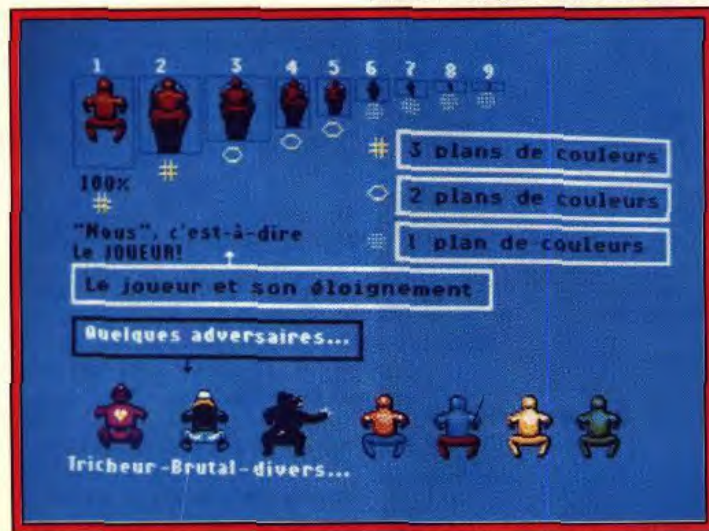 1 2 3 4 5 6 7 8 9
3 plans de couleurs
100%
2 plans de couleurs
"Nous", c'est-à-dire
Le JOUEUR!
1 plan de couleurs
Le joueur et son éloignement
Quelques adversaires...
Tricheur-Brutal-divers...